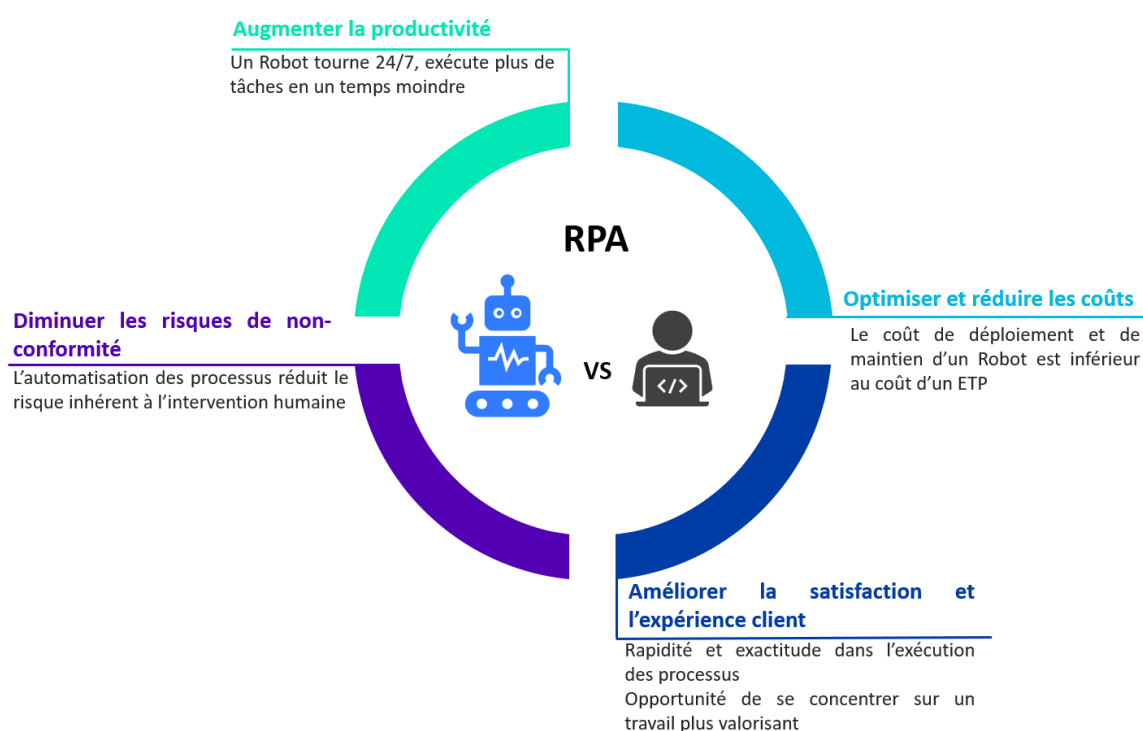 Augmenter la productivité
Un Robot tourne 24/7, exécute plus de
tâches en un temps moindre
RPA
VS
</>
Optimiser et réduire les coûts
Le coût de déploiement et de
maintien d’un Robot est inférieur
au coût d’un ETP
Diminuer les risques de non-
conformité
L’automatisation des processus réduit le
risque inhérent à l’intervention humaine
Améliorer la satisfaction et
l’expérience client
Rapidité et exactitude dans l’exécution
des processus
Opportunité de se concentrer sur un
travail plus valorisant